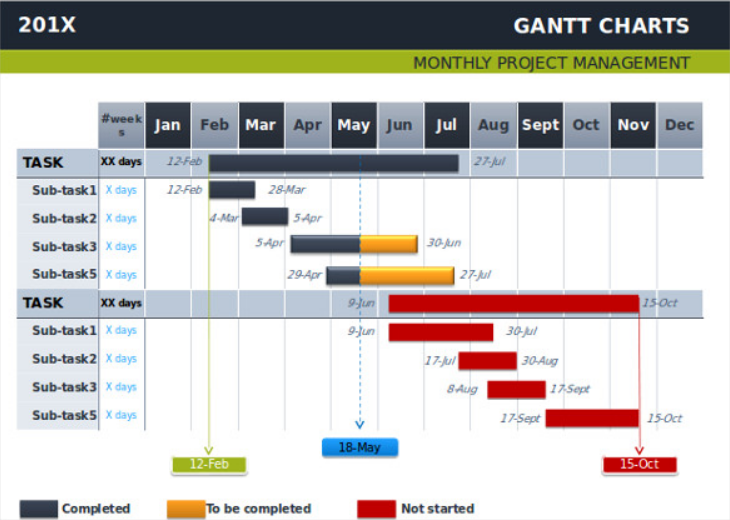 201X GANTT CHARTS
MONTHLY PROJECT MANAGEMENT
#week
s Jan Feb Mar Apr May Jun Jul Aug Sept Oct Nov Dec
TASK XX days 12-Feb 27-Jul
Sub-task1 X days 12-Feb 28-Mar
Sub-task2 X days 4-Mar 5-Apr
Sub-task3 X days 5-Apr 30-Jun
Sub-task5 X days 29-Apr 27-Jul
TASK XX days 9-Jun 15-Oct
Sub-task1 X days 9-Jun 30-Jul
Sub-task2 X days 17-Jul 30-Aug
Sub-task3 X days 8-Aug 17-Sept
Sub-task5 X days 17-Sept 15-Oct
18-May
12-Feb 15-Oct
Completed To be completed Not started